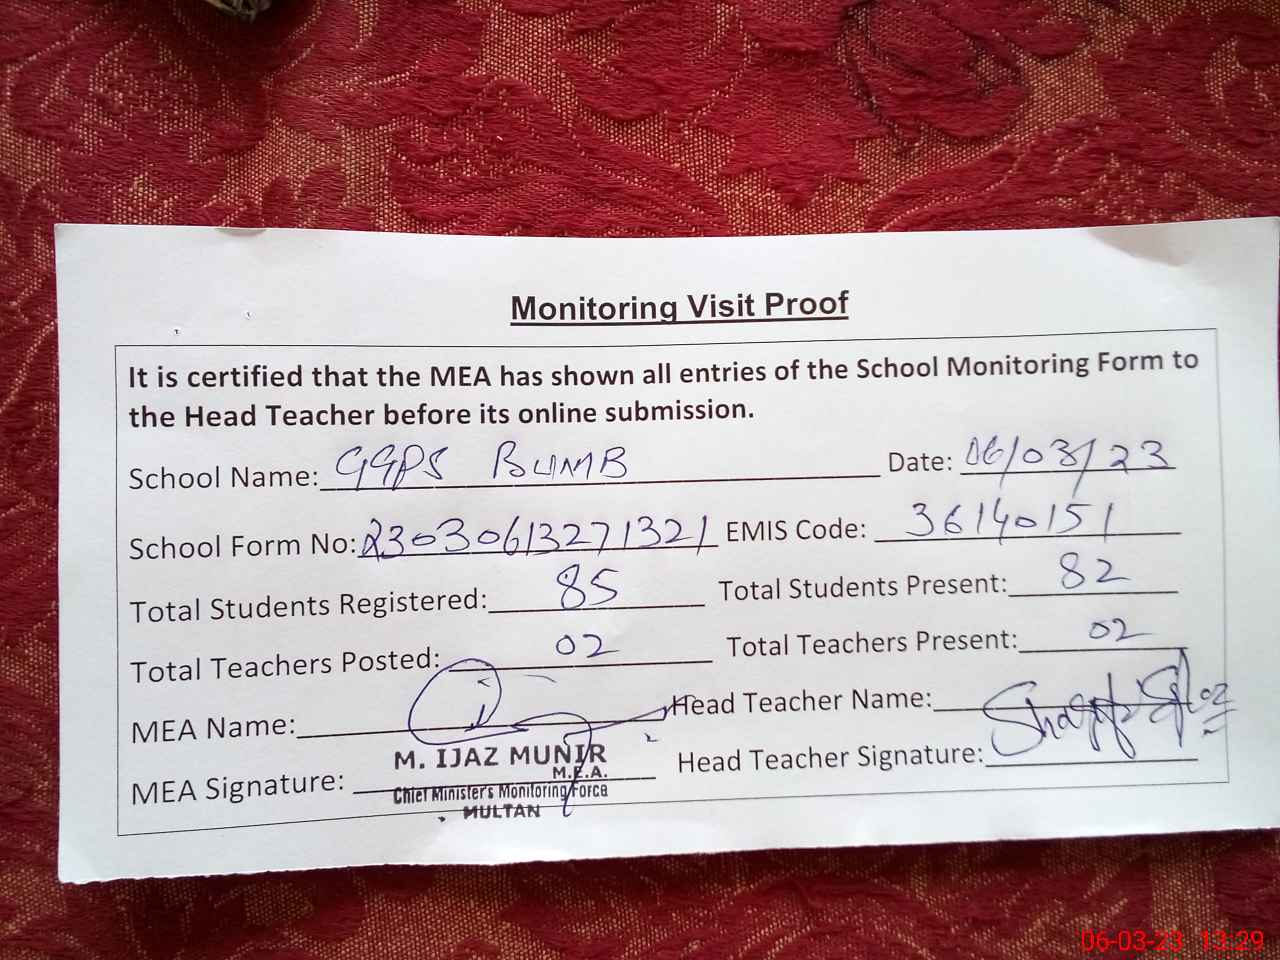 Monitoring Visit Proof
It is certified that the MEA has shown all entries of the School Monitoring Form to
the Head Teacher before its online submission.
School Name: GGPS BUMB Date: 06/03/23
School Form No: 23030613271321 EMIS Code: 36140151
Total Students Registered: 85 Total Students Present: 82
Total Teachers Posted: 02 Total Teachers Present: 02
MEA Name: Head Teacher Name:
M. IJAZ MUNIR
MEA Signature: Head Teacher Signature:
M.E.A.
Chief Minister's Monitoring Force
MULTAN
06-03-23 13:29